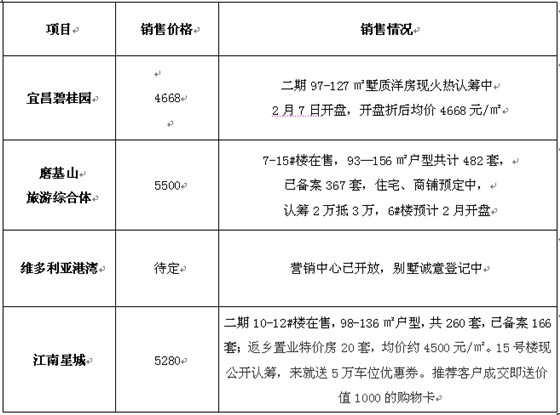 项目 销售价格 销售情况
宜昌碧桂园 4668 二期 97-127 ㎡墅质洋房现火热认筹中
2 月 7 日开盘，开盘折后均价 4668 元/㎡
磨基山
旅游综合体 5500 7-15#楼在售，93—156 ㎡户型共计 482 套，
已备案 367 套，住宅、商铺预定中，
认筹 2 万抵 3 万，6#楼预计 2 月开盘
维多利亚港湾 待定 营销中心已开放，别墅诚意登记中
江南星城 5280 二期 10-12#楼在售，98-136 ㎡户型，共 260 套，已备案 166
套；返乡置业特价房 20 套，均价约 4500 元/㎡。15 号楼现
公开认筹，来就送 5 万车位优惠券。推荐客户成交即送价
值 1000 的购物卡